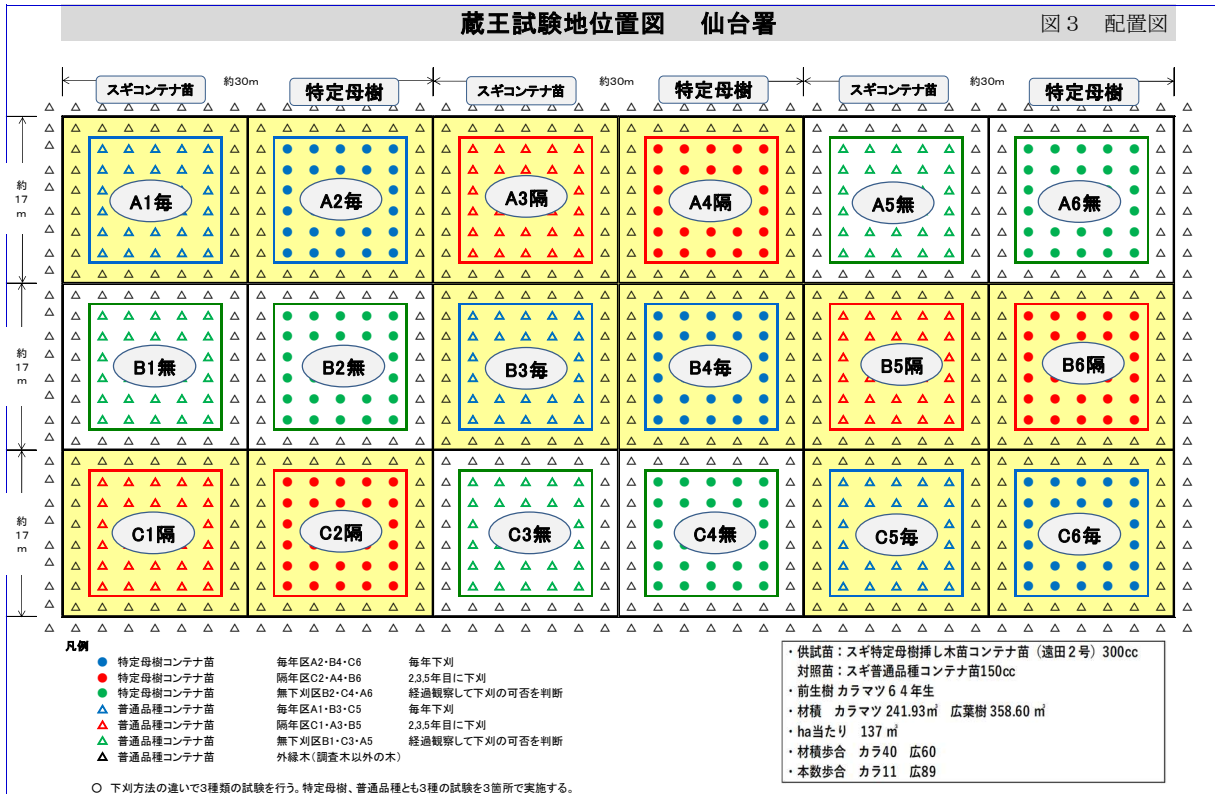 蔵王試験地位置図　仙台署
図３　配置図
スギコンテナ苗 約30m 特定母樹 スギコンテナ苗 約30m 特定母樹 スギコンテナ苗 約30m 特定母樹
約17m
A1毎 A2毎 A3隔 A4隔 A5無 A6無
約17m
B1無 B2無 B3毎 B4毎 B5隔 B6隔
約17m
C1隔 C2隔 C3無 C4無 C5毎 C6毎
凡例
● 特定母樹コンテナ苗 毎年区A2・B4・C6 毎年下刈
● 特定母樹コンテナ苗 隔年区C2・A4・B6 2,3,5年目に下刈
● 特定母樹コンテナ苗 無下刈区B2・C4・A6 経過観察して下刈の可否を判断
△ 普通品種コンテナ苗 毎年区A1・B3・C5 毎年下刈
△ 普通品種コンテナ苗 隔年区C1・A3・B5 2,3,5年目に下刈
△ 普通品種コンテナ苗 無下刈区B1・C3・A5 経過観察して下刈の可否を判断
△ 普通品種コンテナ苗 外縁木(調査木以外の木)
○ 下刈方法の違いで3種類の試験を行う。特定母樹、普通品種とも3種の試験を3箇所で実施する。
・供試苗：スギ特定母樹挿し木苗コンテナ苗（遠田２号）300cc
対照苗：スギ普通品種コンテナ苗150cc
・前生樹 カラマツ６４年生
・材積　カラマツ 241.93㎥　広葉樹 358.60 ㎥
・ha当たり　137 ㎥
・材積歩合　カラ40　広60
・本数歩合　カラ11　広89